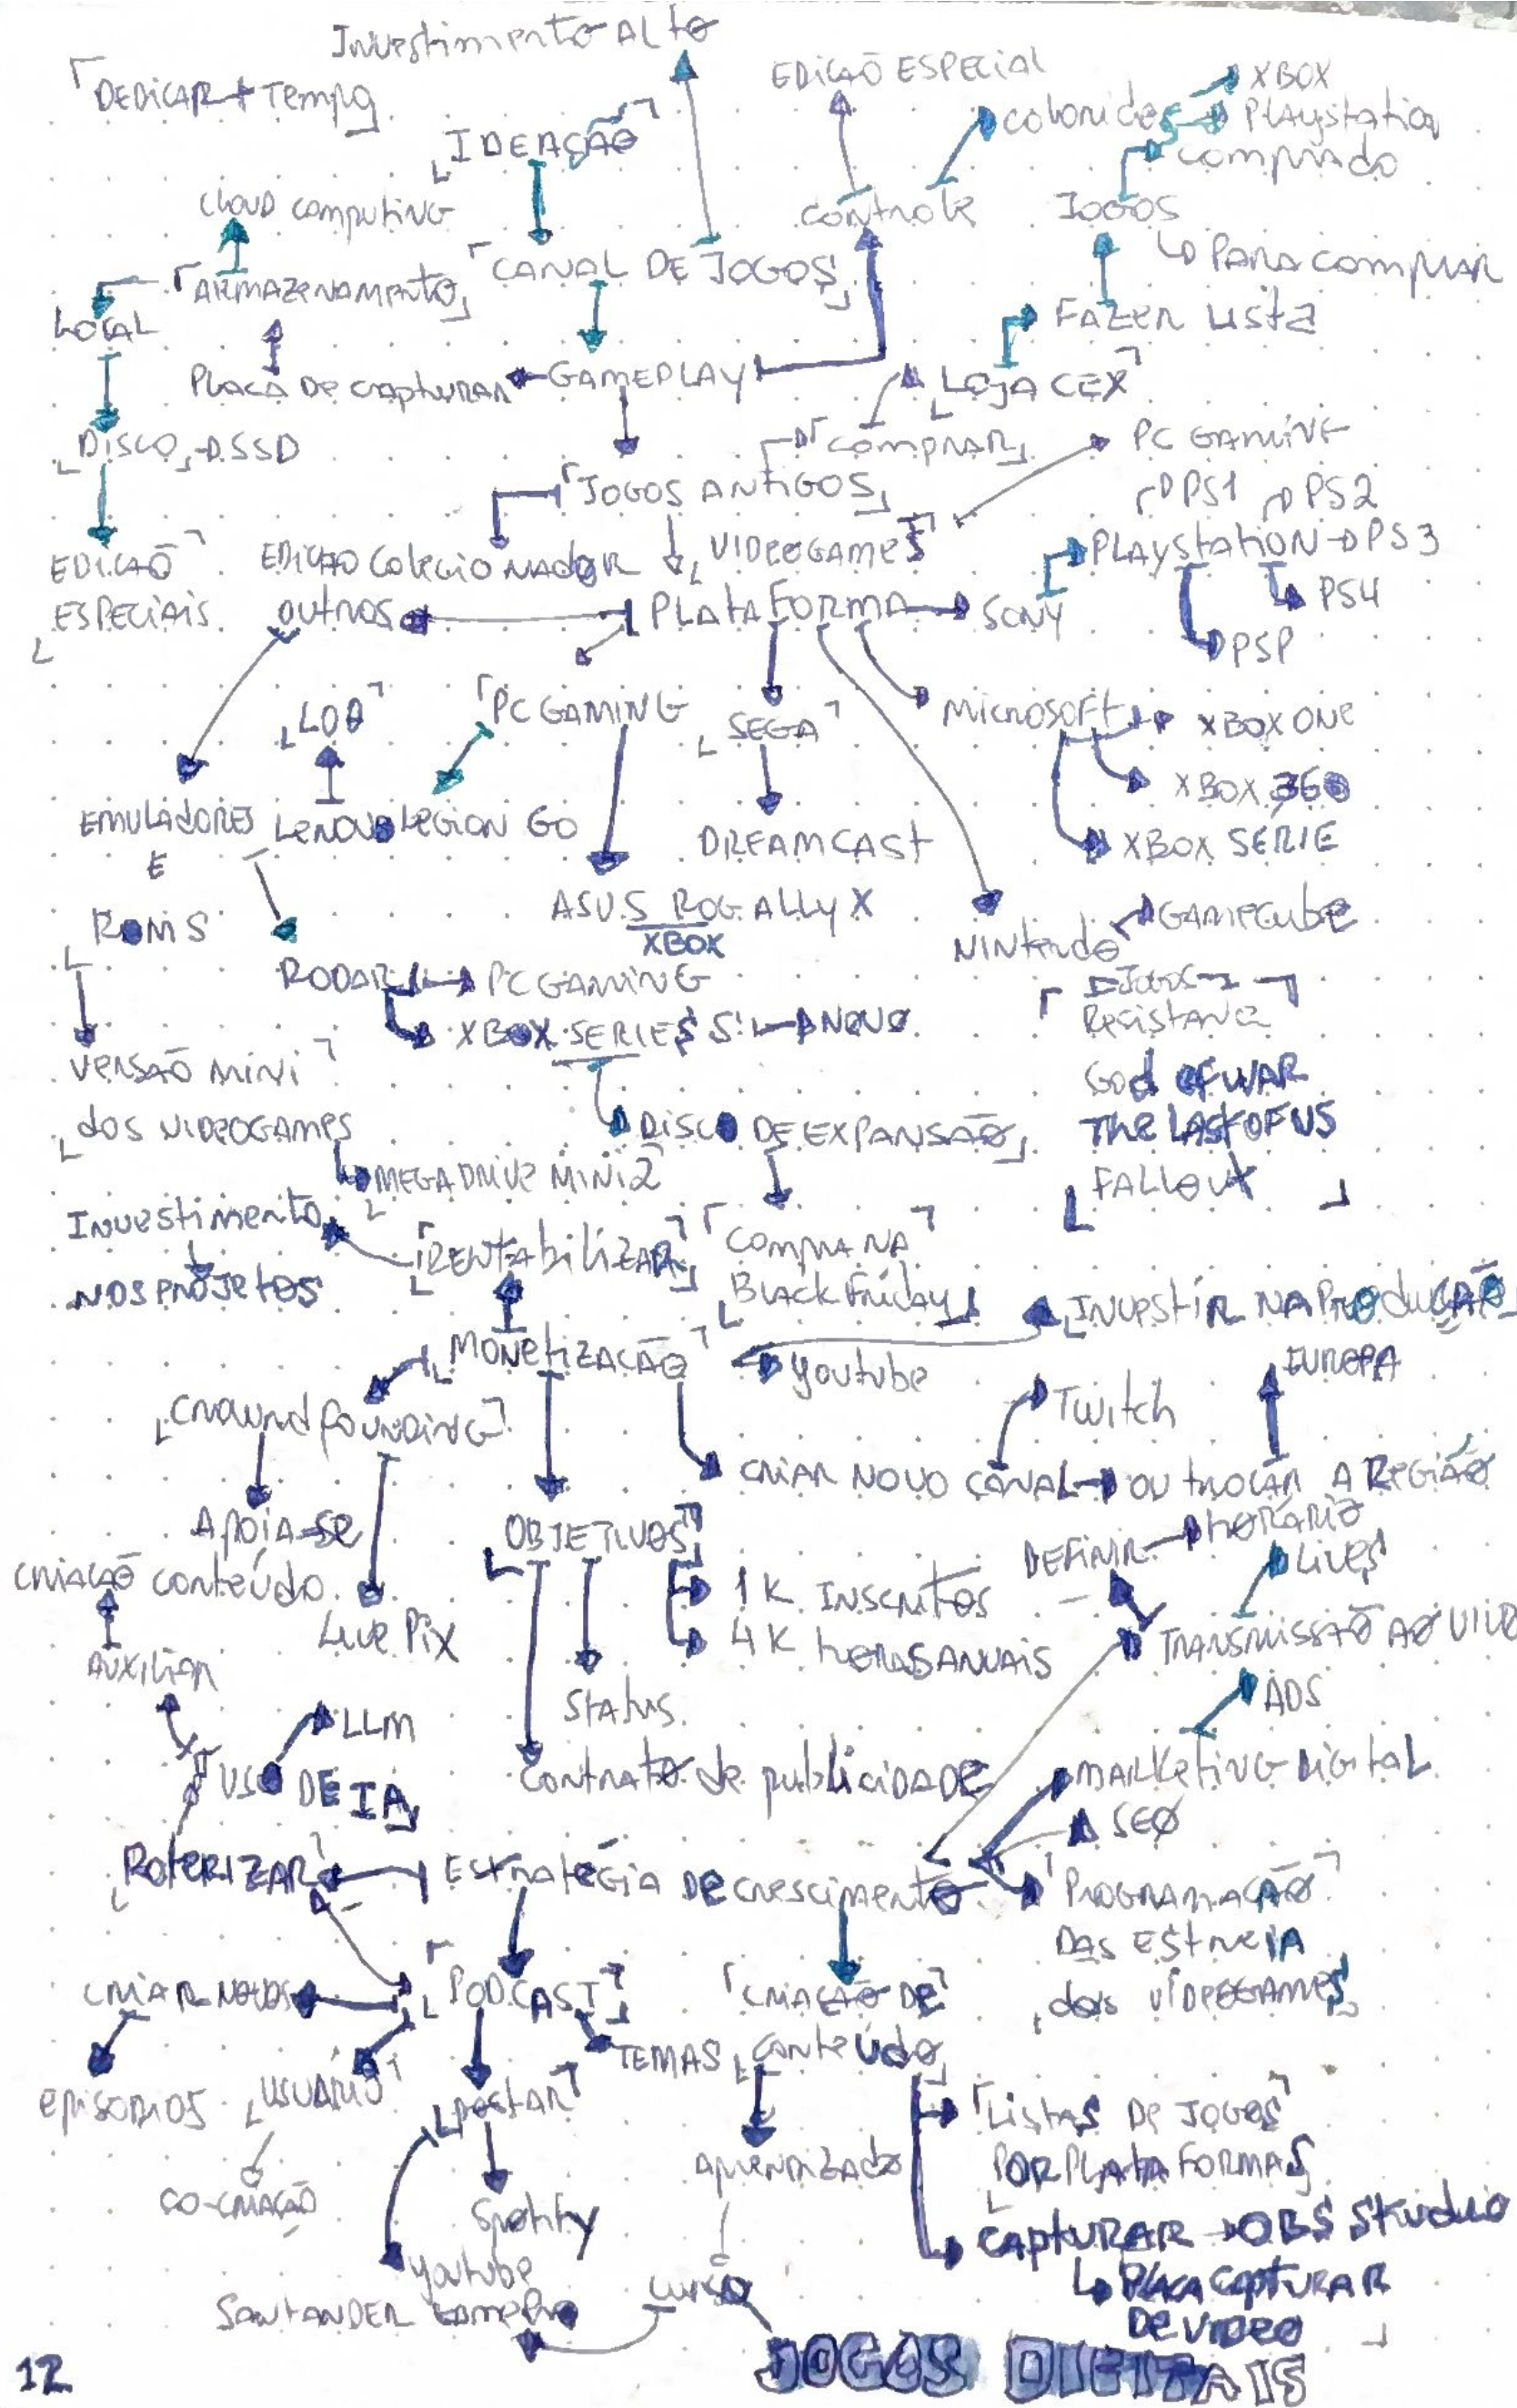 Investimento Alto
DEDICAR + Tempo
EDIÇÃO ESPECIAL
XBOX
IDEAÇÃO
coloridos
Playstation
comprado
Cloud computing
controle
JOGOS
CANAL DE JOGOS
Para comprar
ARMAZENAMENTO
LOCAL
Fazer lista
Placa de capturar
GAMEPLAY
LOJA CEX
DISCO SSD
comprar
PC GAMING
JOGOS ANTIGOS
PS1 PS2
EDIÇÃO
Edição Colecionador
VIDEOGAMES
PLAYSTATION PS3
ESPECIAIS
outros
PLATAFORMA
SONY
PS4
PSP
LOQ
PC GAMING
SEGA
Microsoft
XBOX ONE
XBOX 360
EMULADORES
Lenovo Legion Go
DREAMCAST
XBOX SERIE
E
ASUS ROG ALLY X
GAMECUBE
ROMS
XBOX
NINtendo
RODAR
PC GAMING
Jogos
XBOX SERIES S
NOVO
Resistance
versão mini
God of WAR
dos VIDEOGAMES
DISCO DE EXPANSÃO
The LAST OF US
MEGADRIVE MINI 2
FALLOUT
Investimento
RENtabilizar
Compra na
nos projetos
Black Friday
INVEStir na Produção
Monetização
youtube
EUROPA
Crownd founding
Twitch
criar novo canal
ou trocar a Região
Apoia-se
OBJETIVOS
DEFINIR
horário
criação conteúdo
1K Inscritos
Lives
Live Pix
4K horas anuais
TRANSMISSÃO AO VIVO
Auxiliar
Status
ADS
LLM
USO DE IA
Contrato de publicidade
marketing digital
SEO
Roterizar
Estratégia de crescimento
Programação
das estreia
criar novos
PODCAST
criação de
dos videogames
TEMAS
conteúdo
episodios
usuário
postar
Listas de Jogos
aprendizado
POR PLATAFORMAS
co-criação
Spotify
capturar
OBS Studio
youtube
Placa capturar
Santander
curso
de video
12
JOGOS DIGITAIS